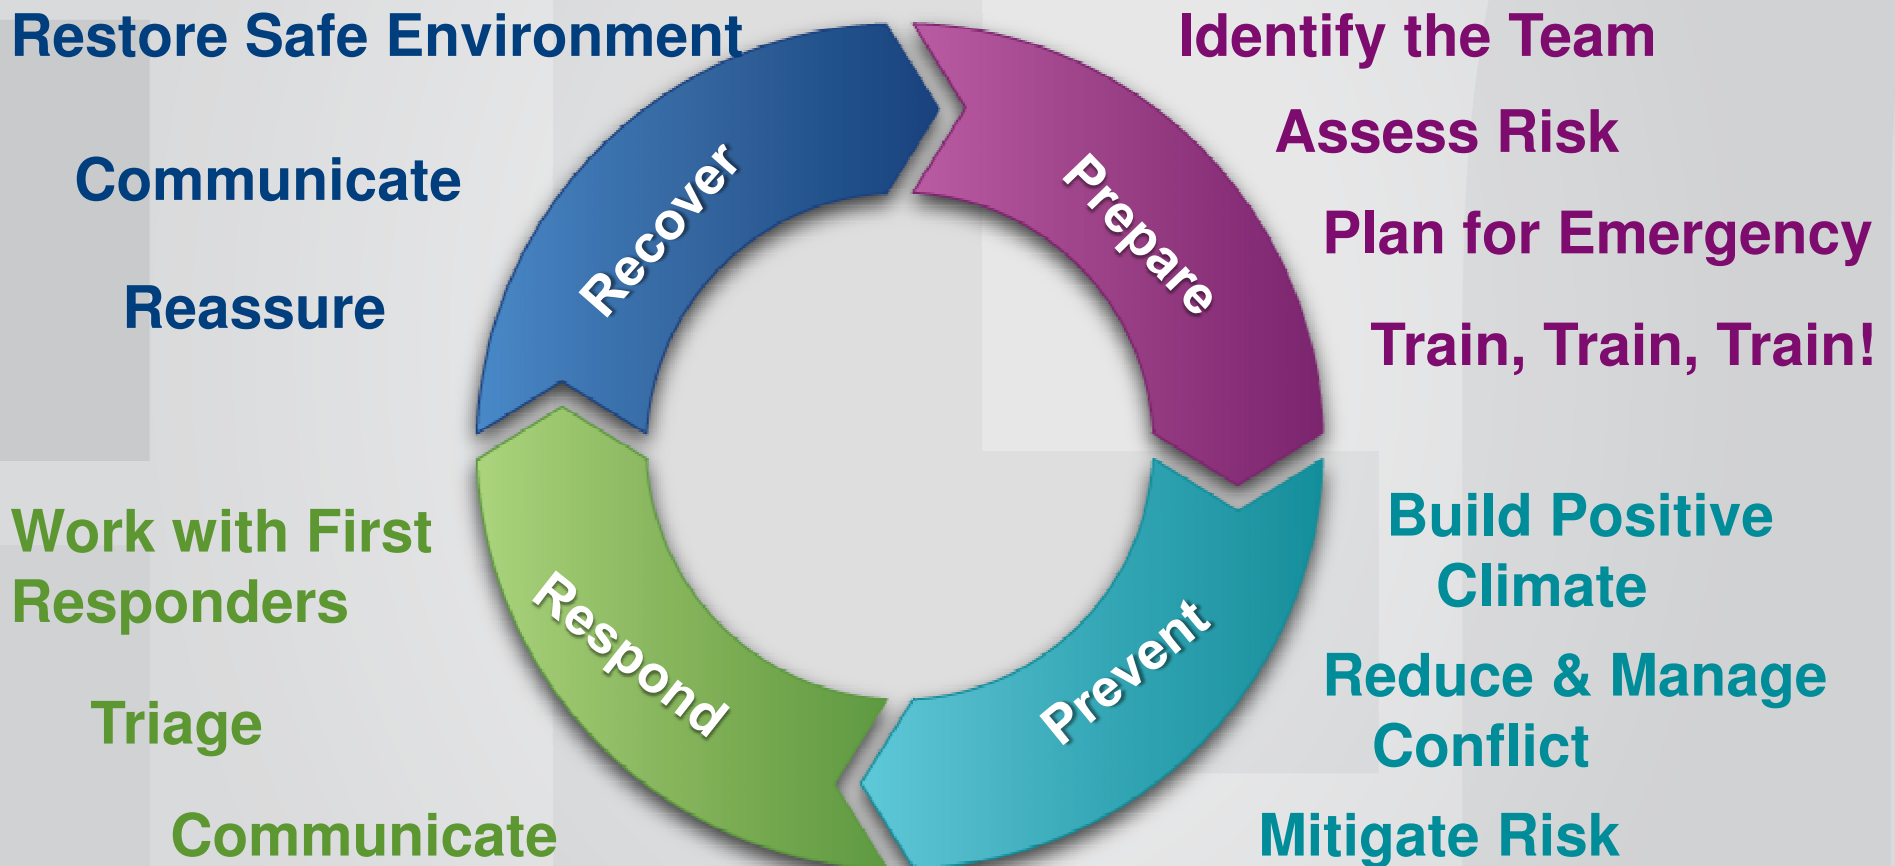 Restore Safe Environment
Communicate
Reassure
Recover
Identify the Team
Assess Risk
Plan for Emergency
Train, Train, Train!
Prepare
Work with First
Responders
Triage
Communicate
Respond
Build Positive
Climate
Reduce & Manage
Conflict
Mitigate Risk
Prevent